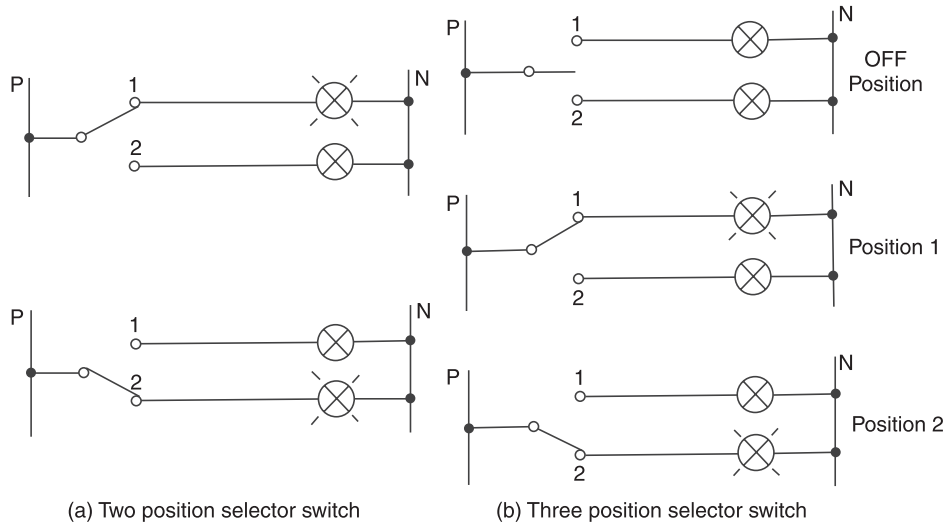 P
1
2
N
P
1
2
N
(a) Two position selector switch
P
1
2
N
OFF
Position
P
1
2
N
Position 1
P
1
2
N
Position 2
(b) Three position selector switch